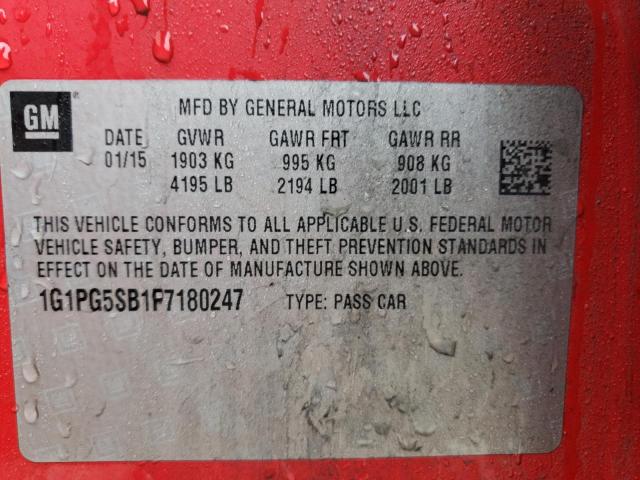 GM
MFD BY GENERAL MOTORS LLC
DATE GVWR GAWR FRT GAWR RR
01/15 1903 KG 995 KG 908 KG
4195 LB 2194 LB 2001 LB
THIS VEHICLE CONFORMS TO ALL APPLICABLE U.S. FEDERAL MOTOR
VEHICLE SAFETY, BUMPER, AND THEFT PREVENTION STANDARDS IN
EFFECT ON THE DATE OF MANUFACTURE SHOWN ABOVE.
1G1PG5SB1F7180247 TYPE: PASS CAR